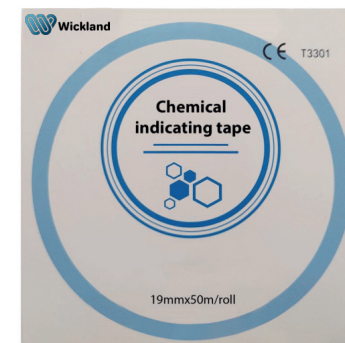 Wickland
CE T3301
Chemical
indicating tape
19mmx50m/roll